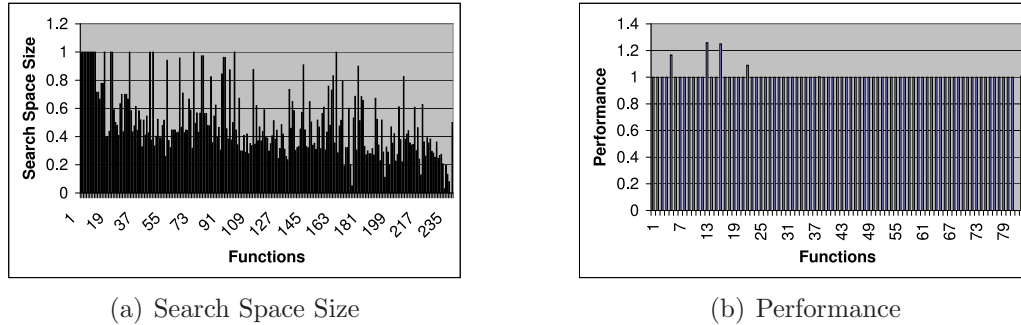 1.2
1
0.8
0.6
0.4
0.2
0
Search Space Size
1 19 37 55 73 91 109 127 145 163 181 199 217 235
Functions
(a) Search Space Size
1.4
1.2
1
0.8
0.6
0.4
0.2
0
Performance
1 7 13 19 25 31 37 43 49 55 61 67 73 79
Functions
(b) Performance